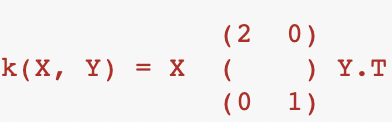 (2 0)
k(X, Y) = X ( ) Y.T
(0 1)